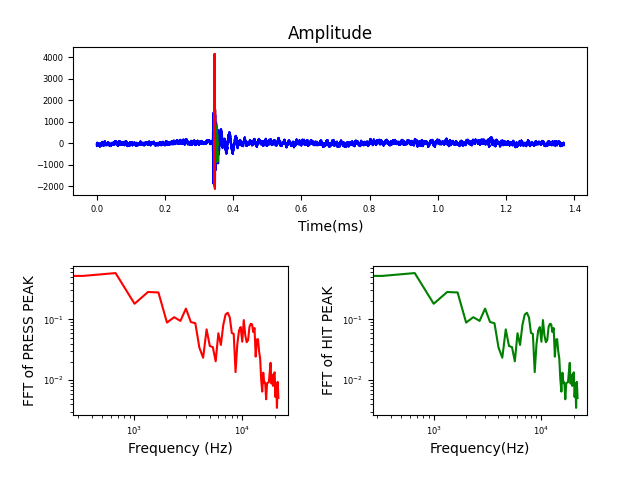 Amplitude
4000
3000
2000
1000
0
−1000
−2000
0.0 0.2 0.4 0.6 0.8 1.0 1.2 1.4
Time(ms)
FFT of PRESS PEAK
10⁻¹
10⁻²
10³ 10⁴
Frequency (Hz)
FFT of HIT PEAK
10⁻¹
10⁻²
10³ 10⁴
Frequency(Hz)